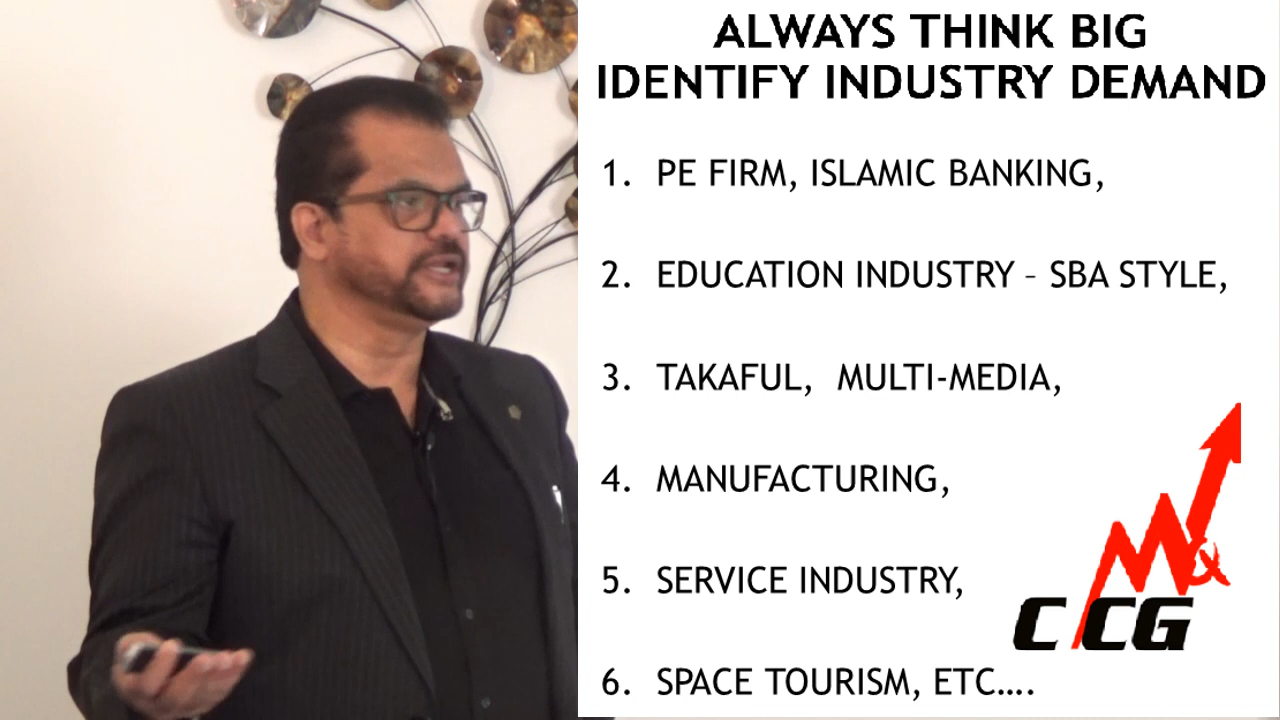 ALWAYS THINK BIG
IDENTIFY INDUSTRY DEMAND
1. PE FIRM, ISLAMIC BANKING,
2. EDUCATION INDUSTRY – SBA STYLE,
3. TAKAFUL, MULTI-MEDIA,
4. MANUFACTURING,
5. SERVICE INDUSTRY,
M&
C CG
6. SPACE TOURISM, ETC….